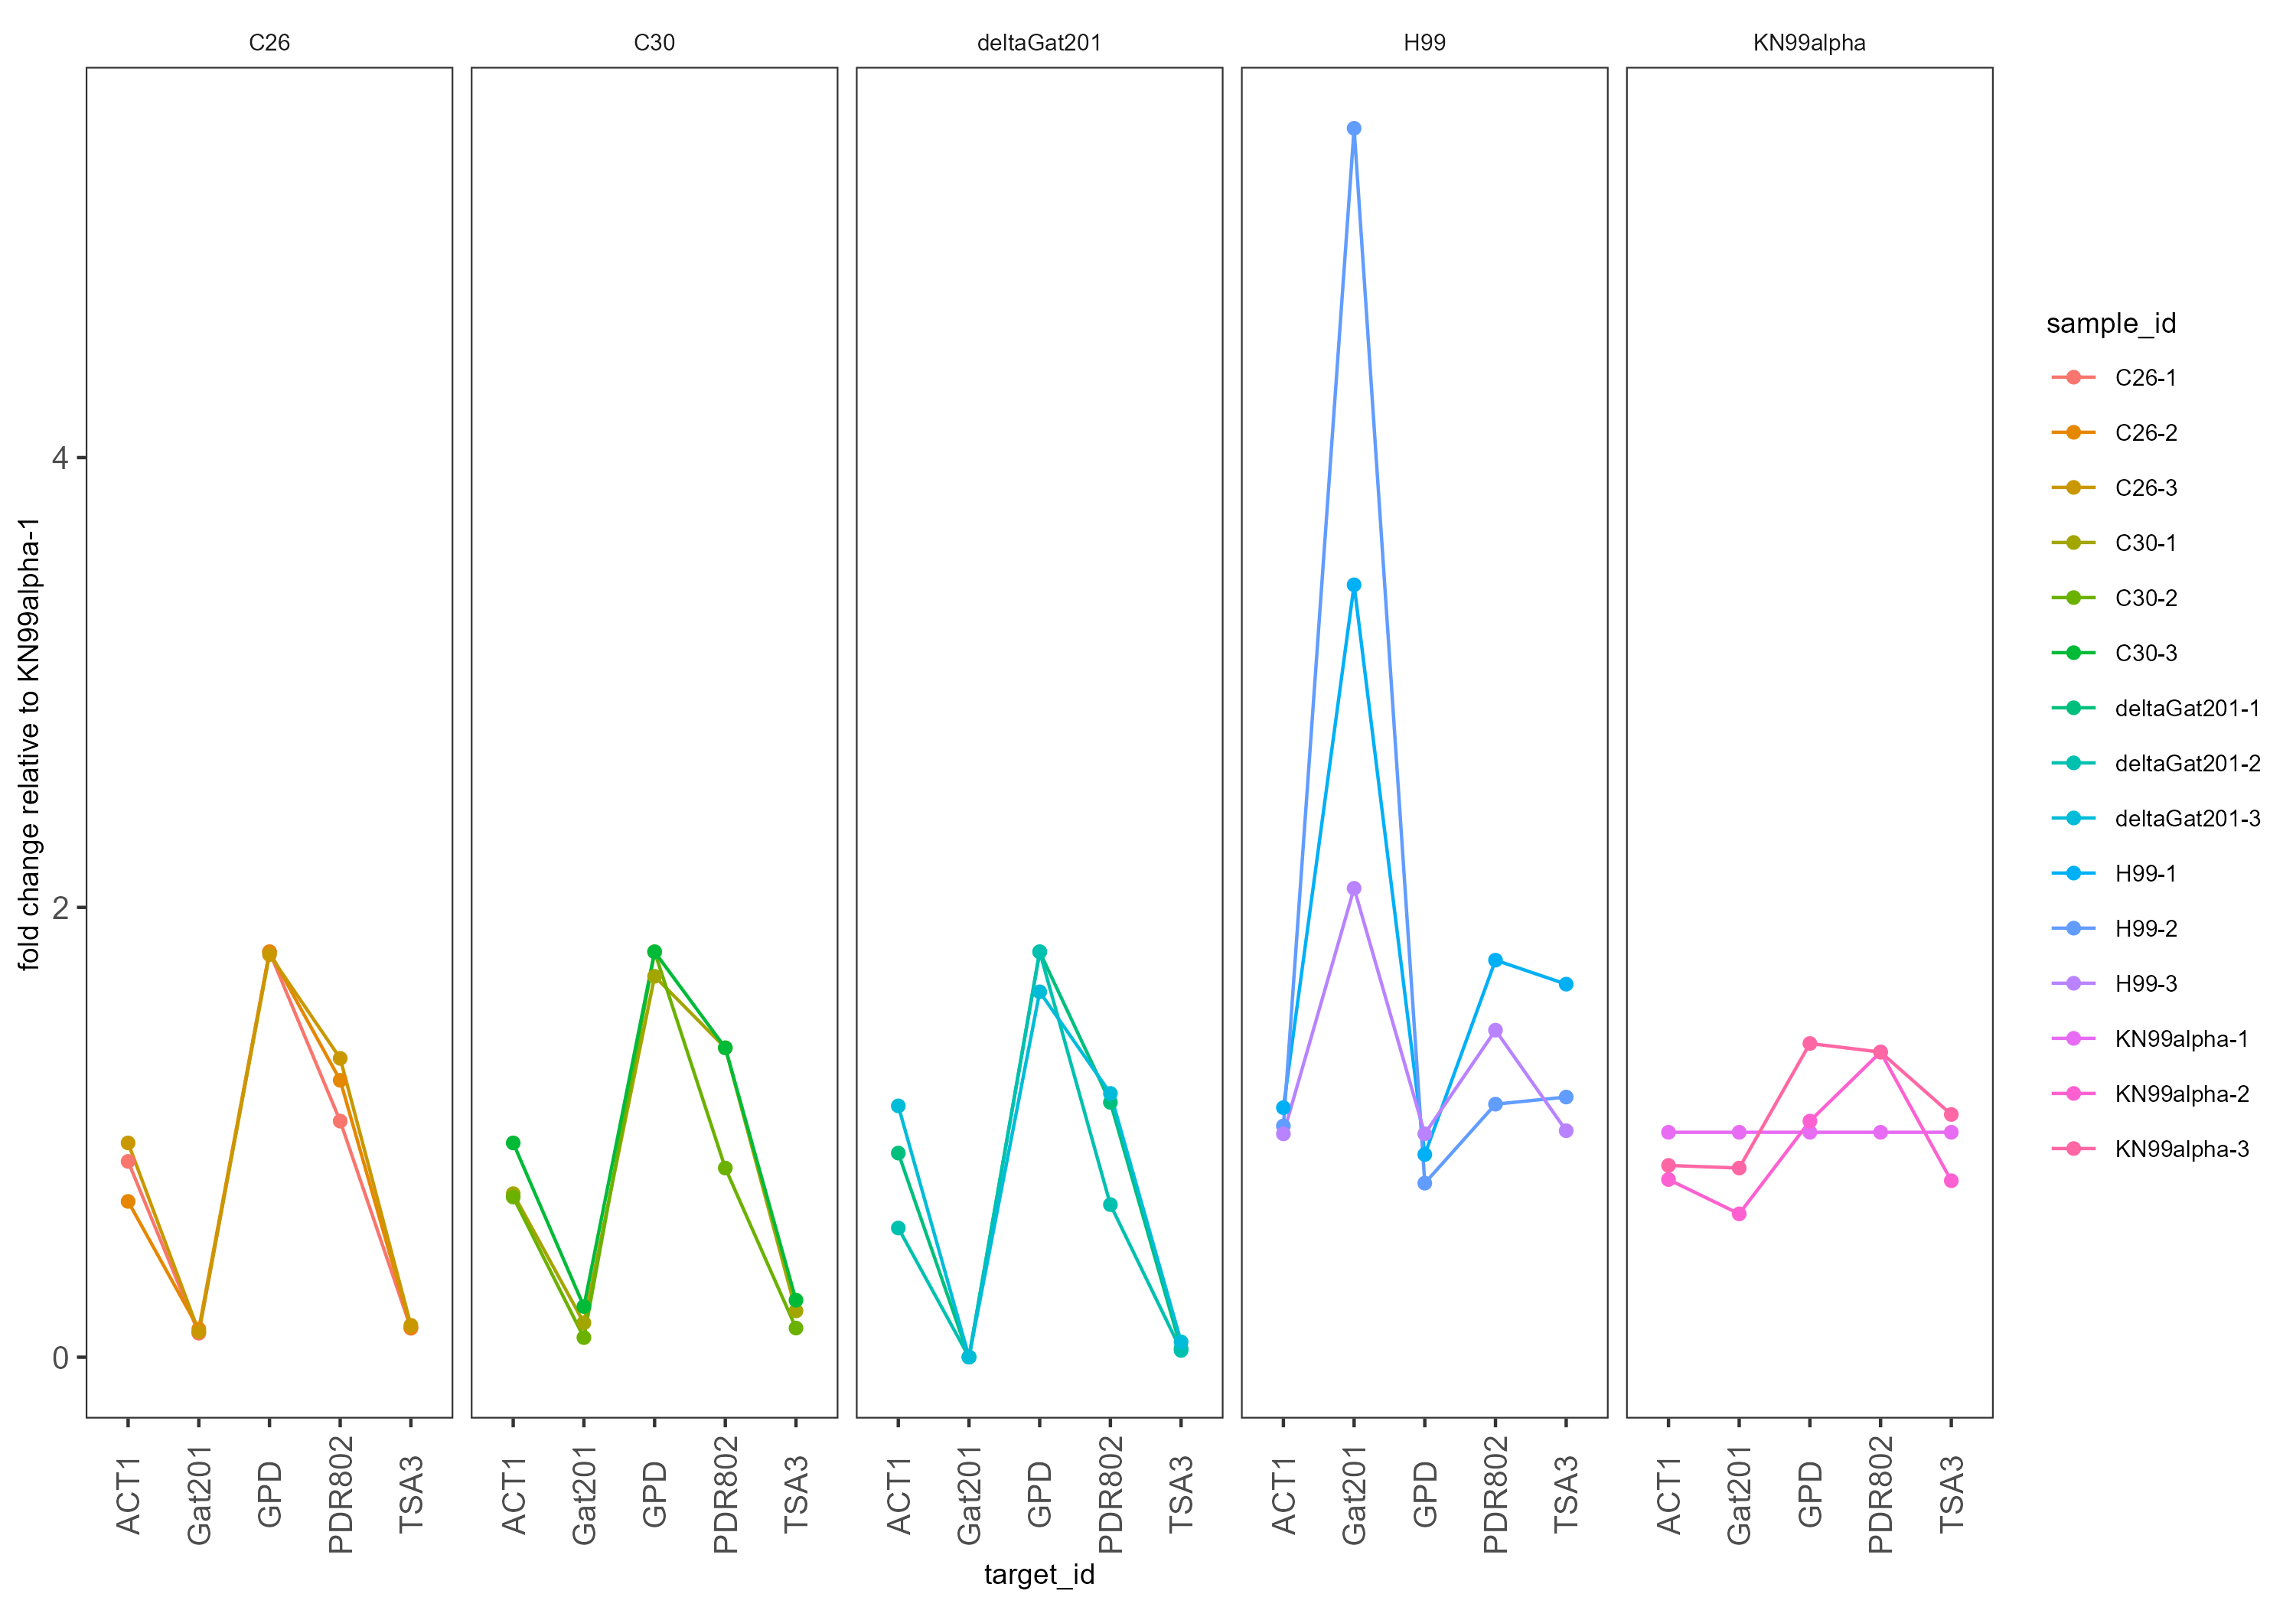 C26
C30
deltaGat201
H99
KN99alpha
fold change relative to KN99alpha-1
4
2
0
ACT1
Gat201
GPD
PDR802
TSA3
ACT1
Gat201
GPD
PDR802
TSA3
ACT1
Gat201
GPD
PDR802
TSA3
ACT1
Gat201
GPD
PDR802
TSA3
ACT1
Gat201
GPD
PDR802
TSA3
target_id
sample_id
C26-1
C26-2
C26-3
C30-1
C30-2
C30-3
deltaGat201-1
deltaGat201-2
deltaGat201-3
H99-1
H99-2
H99-3
KN99alpha-1
KN99alpha-2
KN99alpha-3